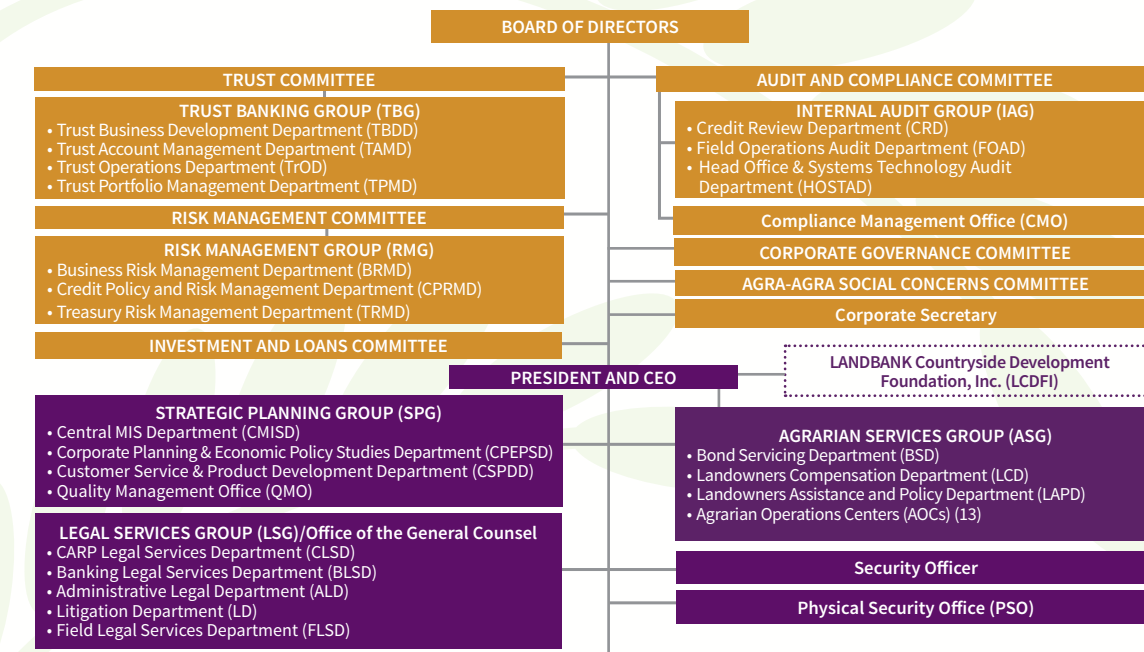 BOARD OF DIRECTORS
TRUST COMMITTEE
TRUST BANKING GROUP (TBG)
• Trust Business Development Department (TBDD)
• Trust Account Management Department (TAMD)
• Trust Operations Department (TrOD)
• Trust Portfolio Management Department (TPMD)
RISK MANAGEMENT COMMITTEE
RISK MANAGEMENT GROUP (RMG)
• Business Risk Management Department (BRMD)
• Credit Policy and Risk Management Department (CPRMD)
• Treasury Risk Management Department (TRMD)
INVESTMENT AND LOANS COMMITTEE
AUDIT AND COMPLIANCE COMMITTEE
INTERNAL AUDIT GROUP (IAG)
• Credit Review Department (CRD)
• Field Operations Audit Department (FOAD)
• Head Office & Systems Technology Audit
Department (HOSTAD)
Compliance Management Office (CMO)
CORPORATE GOVERNANCE COMMITTEE
AGRA-AGRA SOCIAL CONCERNS COMMITTEE
Corporate Secretary
PRESIDENT AND CEO
LANDBANK Countryside Development
Foundation, Inc. (LCDFI)
STRATEGIC PLANNING GROUP (SPG)
• Central MIS Department (CMISD)
• Corporate Planning & Economic Policy Studies Department (CPEPSD)
• Customer Service & Product Development Department (CSPDD)
• Quality Management Office (QMO)
LEGAL SERVICES GROUP (LSG)/Office of the General Counsel
• CARP Legal Services Department (CLSD)
• Banking Legal Services Department (BLSD)
• Administrative Legal Department (ALD)
• Litigation Department (LD)
• Field Legal Services Department (FLSD)
AGRARIAN SERVICES GROUP (ASG)
• Bond Servicing Department (BSD)
• Landowners Compensation Department (LCD)
• Landowners Assistance and Policy Department (LAPD)
• Agrarian Operations Centers (AOCs) (13)
Security Officer
Physical Security Office (PSO)